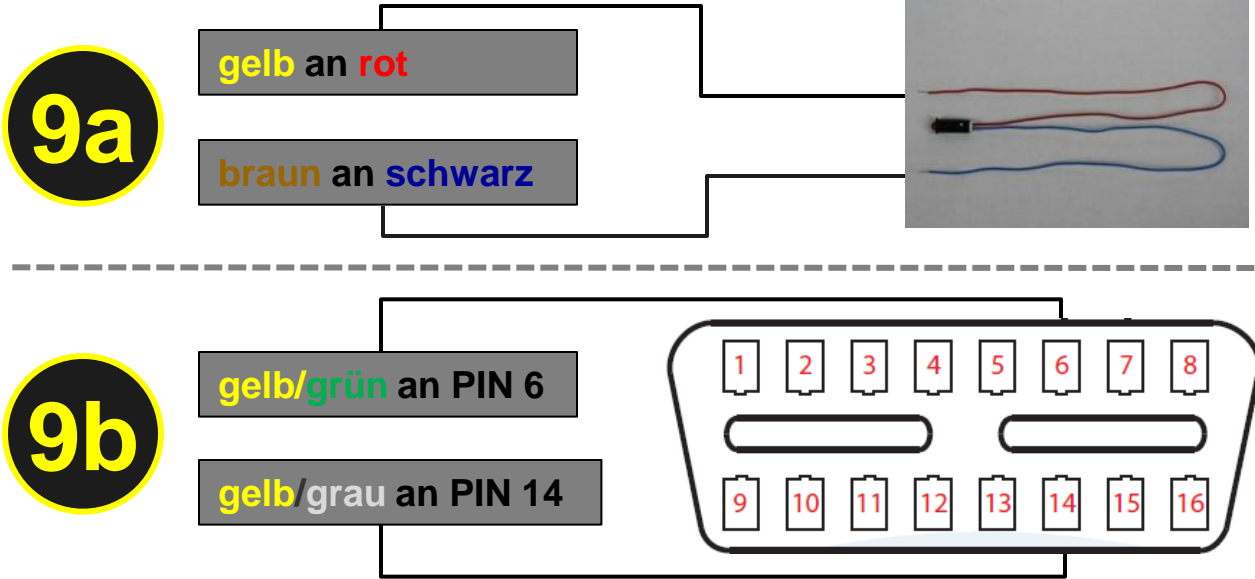 9a
gelb an rot
braun an schwarz
9b
gelb/grün an PIN 6
gelb/grau an PIN 14
1 2 3 4 5 6 7 8
9 10 11 12 13 14 15 16